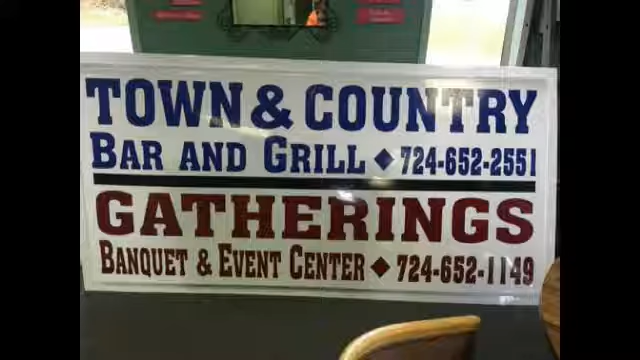 TOWN & COUNTRY
BAR AND GRILL ◆ 724-652-2551
GATHERINGS
BANQUET & EVENT CENTER ◆ 724-652-1149